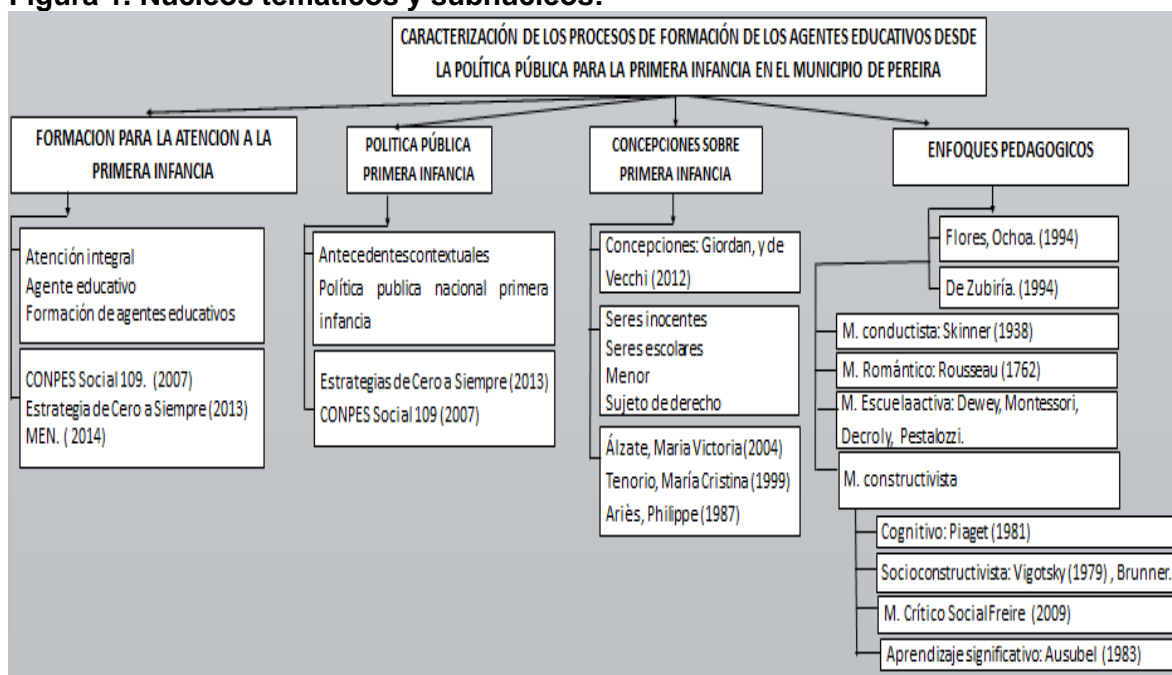 Figura 1. Núcleos temáticos y subnúcleos.
CARACTERIZACIÓN DE LOS PROCESOS DE FORMACIÓN DE LOS AGENTES EDUCATIVOS DESDE
LA POLÍTICA PÚBLICA PARA LA PRIMERA INFANCIA EN EL MUNICIPIO DE PEREIRA
FORMACION PARA LA ATENCION A LA
PRIMERA INFANCIA
Atención integral
Agente educativo
Formación de agentes educativos
CONPES Social 109. (2007)
Estrategia de Cero a Siempre (2013)
MEN. ( 2014)
POLITICA PÚBLICA
PRIMERA INFANCIA
Antecedentes contextuales
Política publica nacional primera
infancia
Estrategias de Cero a Siempre (2013)
CONPES Social 109 (2007)
CONCEPCIONES SOBRE
PRIMERA INFANCIA
Concepciones: Giordan, y de
Vecchi (2012)
Seres inocentes
Seres escolares
Menor
Sujeto de derecho
Álzate, Maria Victoria (2004)
Tenorio, María Cristina (1999)
Ariès, Philippe (1987)
ENFOQUES PEDAGOGICOS
Flores, Ochoa. (1994)
De Zubiría. (1994)
M. conductista: Skinner (1938)
M. Romántico: Rousseau (1762)
M. Escuela activa: Dewey, Montessori,
Decroly, Pestalozzi.
M. constructivista
Cognitivo: Piaget (1981)
Socioconstructivista: Vigotsky (1979) , Brunner.
M. Crítico Social Freire (2009)
Aprendizaje significativo: Ausubel (1983)